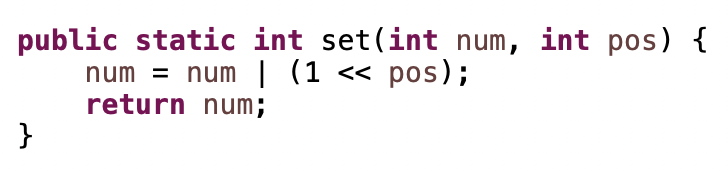 public static int set(int num, int pos) {
    num = num | (1 << pos);
    return num;
}